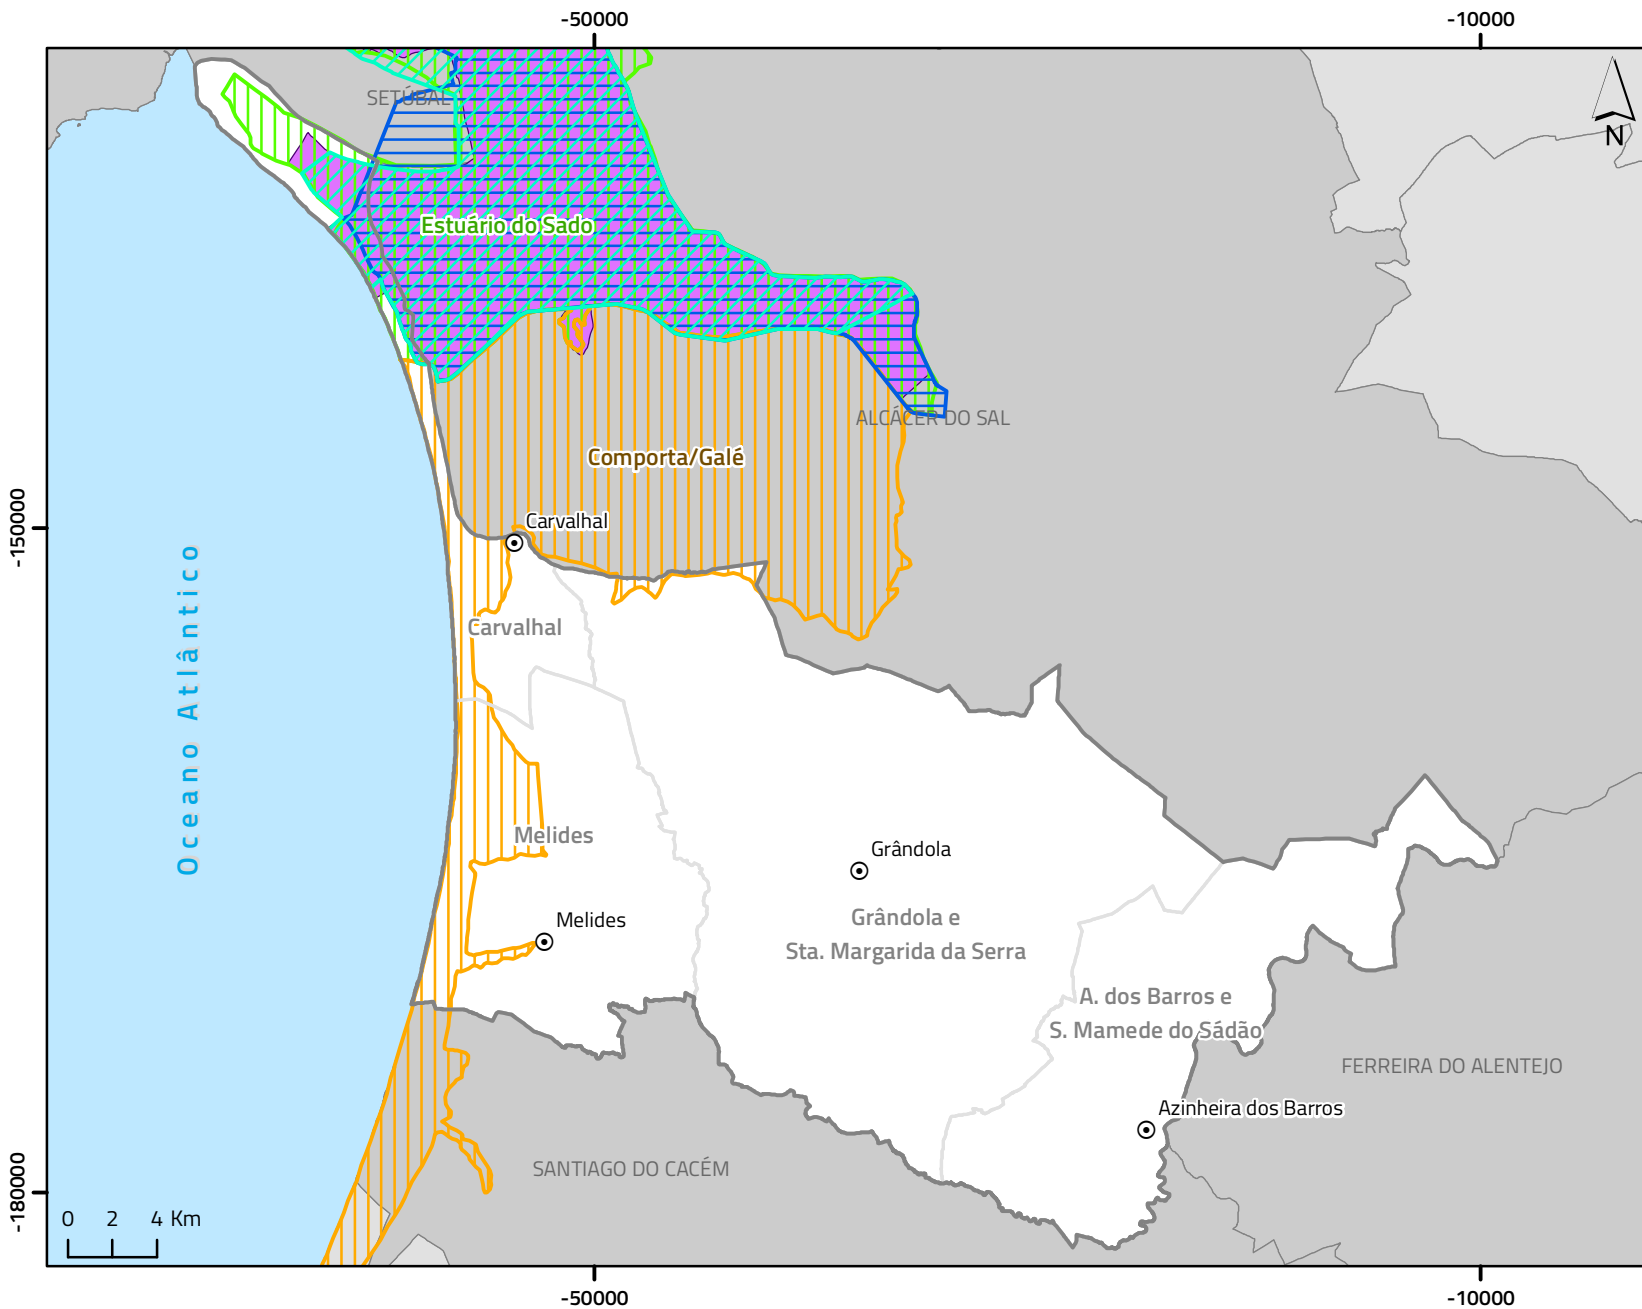 -50000
-10000
SETÚBAL
N
Estuário do Sado
ALCÁCER DO SAL
Comporta/Galé
-150000
Carvalhal
Oceano Atlântico
Carvalhal
Melides
Grândola
Melides
Grândola e
Sta. Margarida da Serra
A. dos Barros e
S. Mamede do Sádão
FERREIRA DO ALENTEJO
Azinheira dos Barros
SANTIAGO DO CACÉM
-180000
0 2 4 Km
-50000
-10000